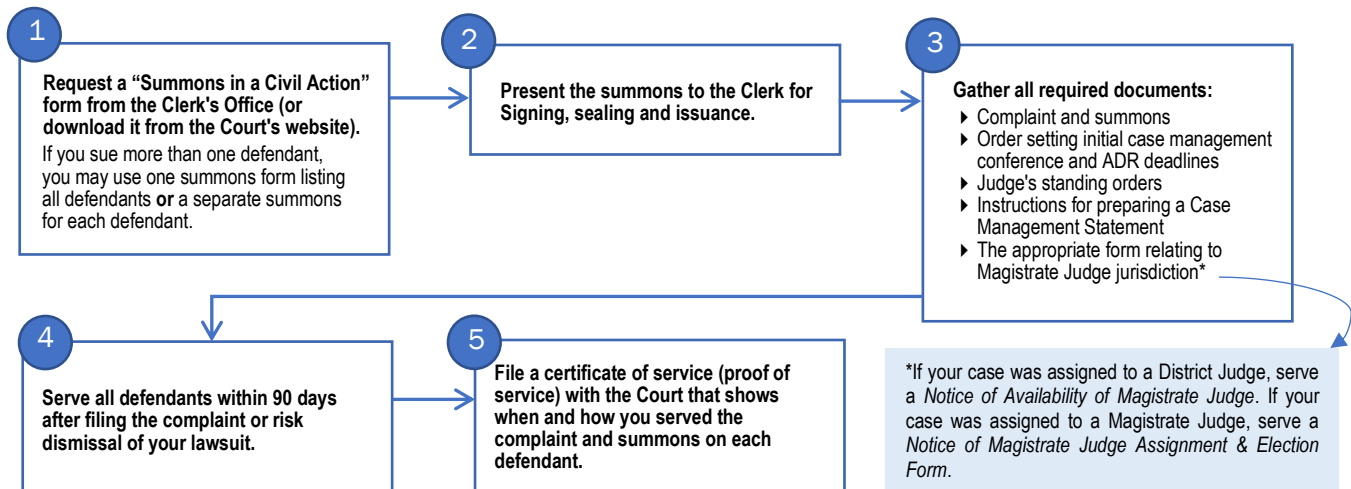 1
Request a “Summons in a Civil Action”
form from the Clerk's Office (or
download it from the Court's website).
If you sue more than one defendant,
you may use one summons form listing
all defendants or a separate summons
for each defendant.
2
Present the summons to the Clerk for
Signing, sealing and issuance.
3
Gather all required documents:
Complaint and summons
Order setting initial case management
conference and ADR deadlines
Judge's standing orders
Instructions for preparing a Case
Management Statement
The appropriate form relating to
Magistrate Judge jurisdiction*
4
Serve all defendants within 90 days
after filing the complaint or risk
dismissal of your lawsuit.
5
File a certificate of service (proof of
service) with the Court that shows
when and how you served the
complaint and summons on each
defendant.
*If your case was assigned to a District Judge, serve
a Notice of Availability of Magistrate Judge. If your
case was assigned to a Magistrate Judge, serve a
Notice of Magistrate Judge Assignment & Election
Form.